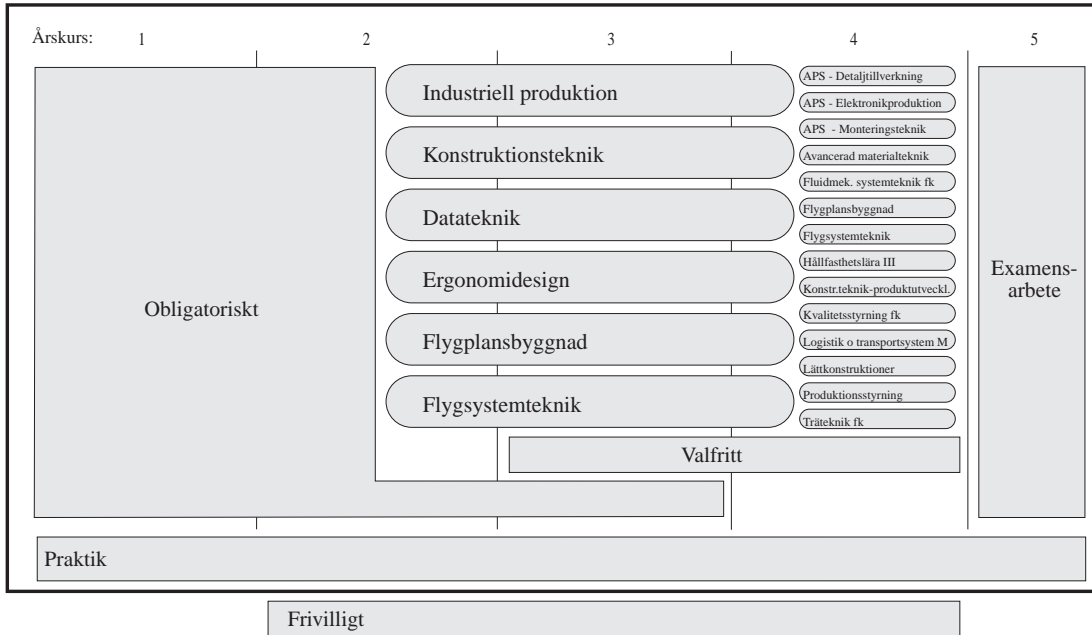 Årskurs: 1 2 3 4 5
Obligatoriskt
Industriell produktion
Konstruktionsteknik
Datateknik
Ergonomidesign
Flygplansbyggnad
Flygsystemteknik
APS - Detaljtillverkning
APS - Elektronikproduktion
APS - Monteringsteknik
Avancerad materialteknik
Fluidmek. systemteknik fk
Flygplansbyggnad
Flygsystemteknik
Hållfasthetslära III
Konstr.teknik-produktutveckl.
Kvalitetsstyrning fk
Logistik o transportsystem M
Lättkonstruktioner
Produktionsstyrning
Träteknik fk
Valfritt
Examens-
arbete
Praktik
Frivilligt